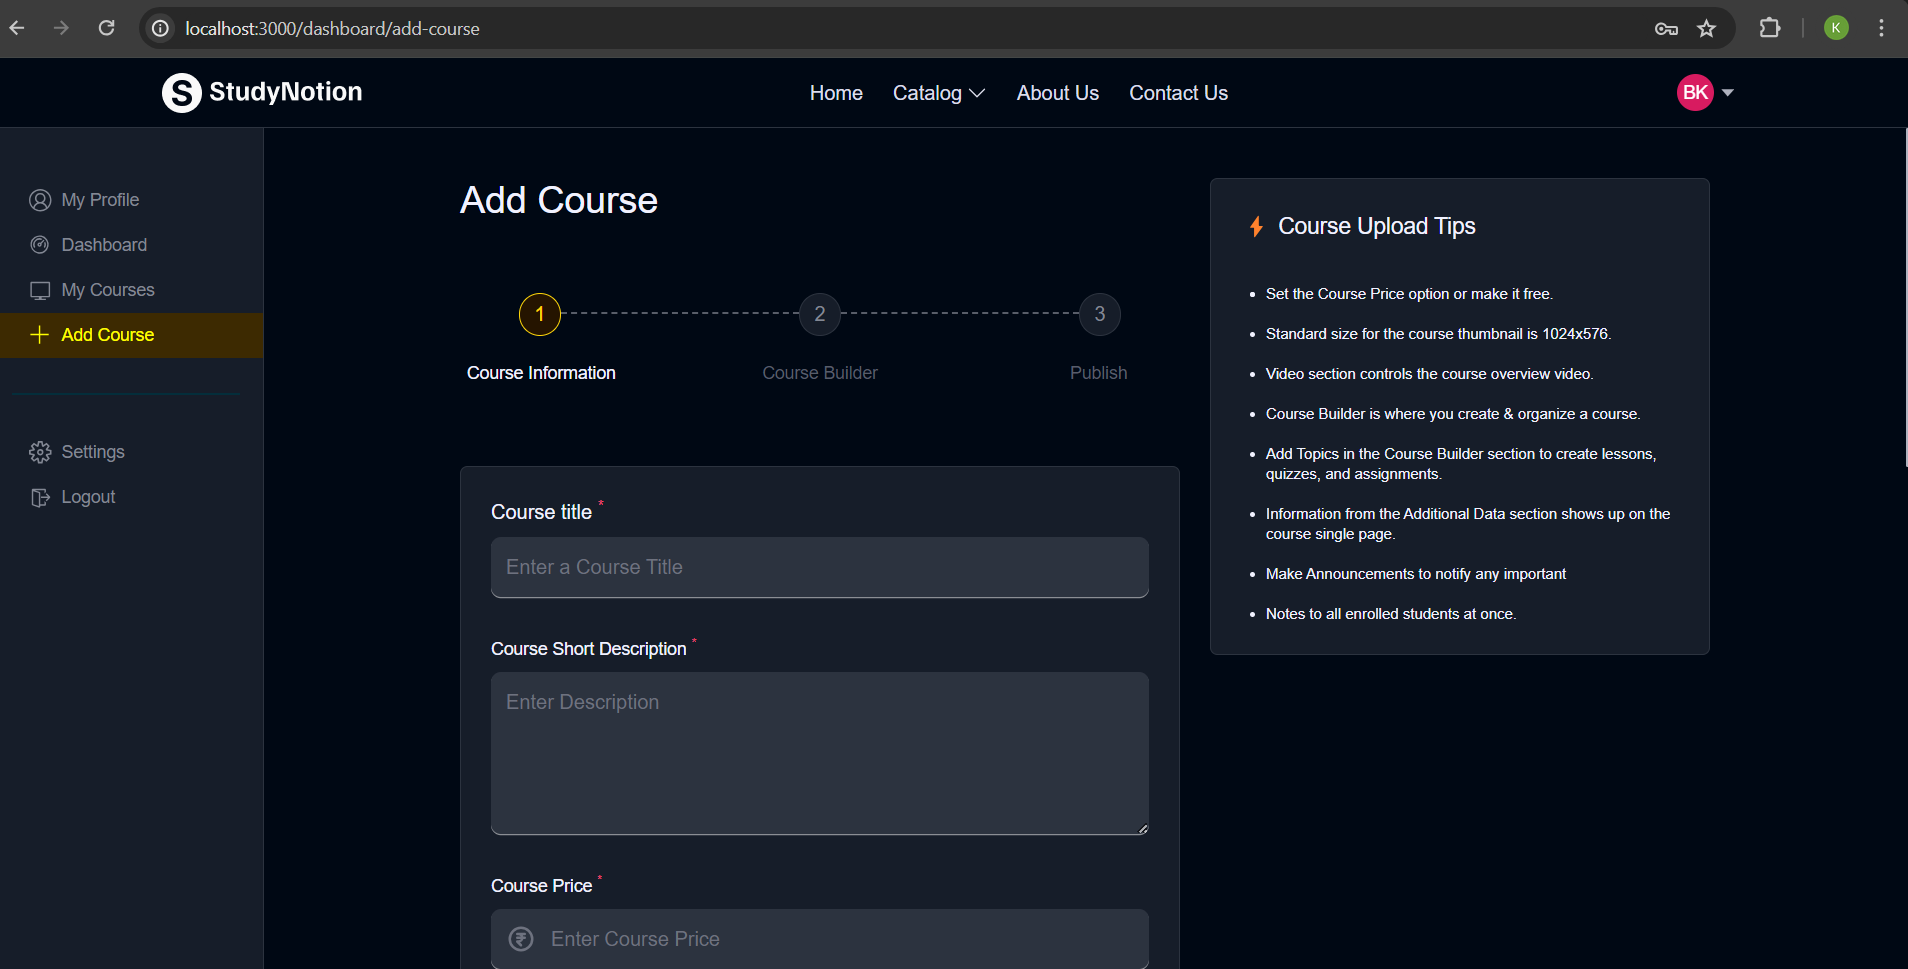 localhost:3000/dashboard/add-course
K
S StudyNotion
Home
Catalog
About Us
Contact Us
BK
My Profile
Dashboard
My Courses
Add Course
Settings
Logout
Add Course
1
2
3
Course Information
Course Builder
Publish
Course title *
Enter a Course Title
Course Short Description *
Enter Description
Course Price *
₹ Enter Course Price
Course Upload Tips
• Set the Course Price option or make it free.
• Standard size for the course thumbnail is 1024x576.
• Video section controls the course overview video.
• Course Builder is where you create & organize a course.
• Add Topics in the Course Builder section to create lessons,
quizzes, and assignments.
• Information from the Additional Data section shows up on the
course single page.
• Make Announcements to notify any important
• Notes to all enrolled students at once.